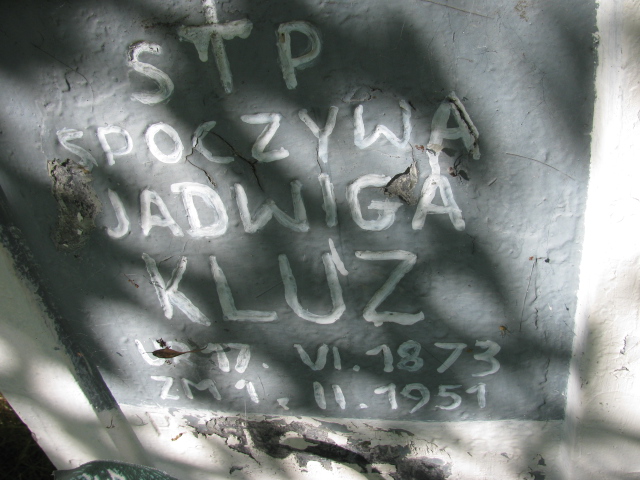 S † P
SPOCZYWA
JADWIGA
KLUZ
U. 17. VI. 1873
ZM 1. II. 1951